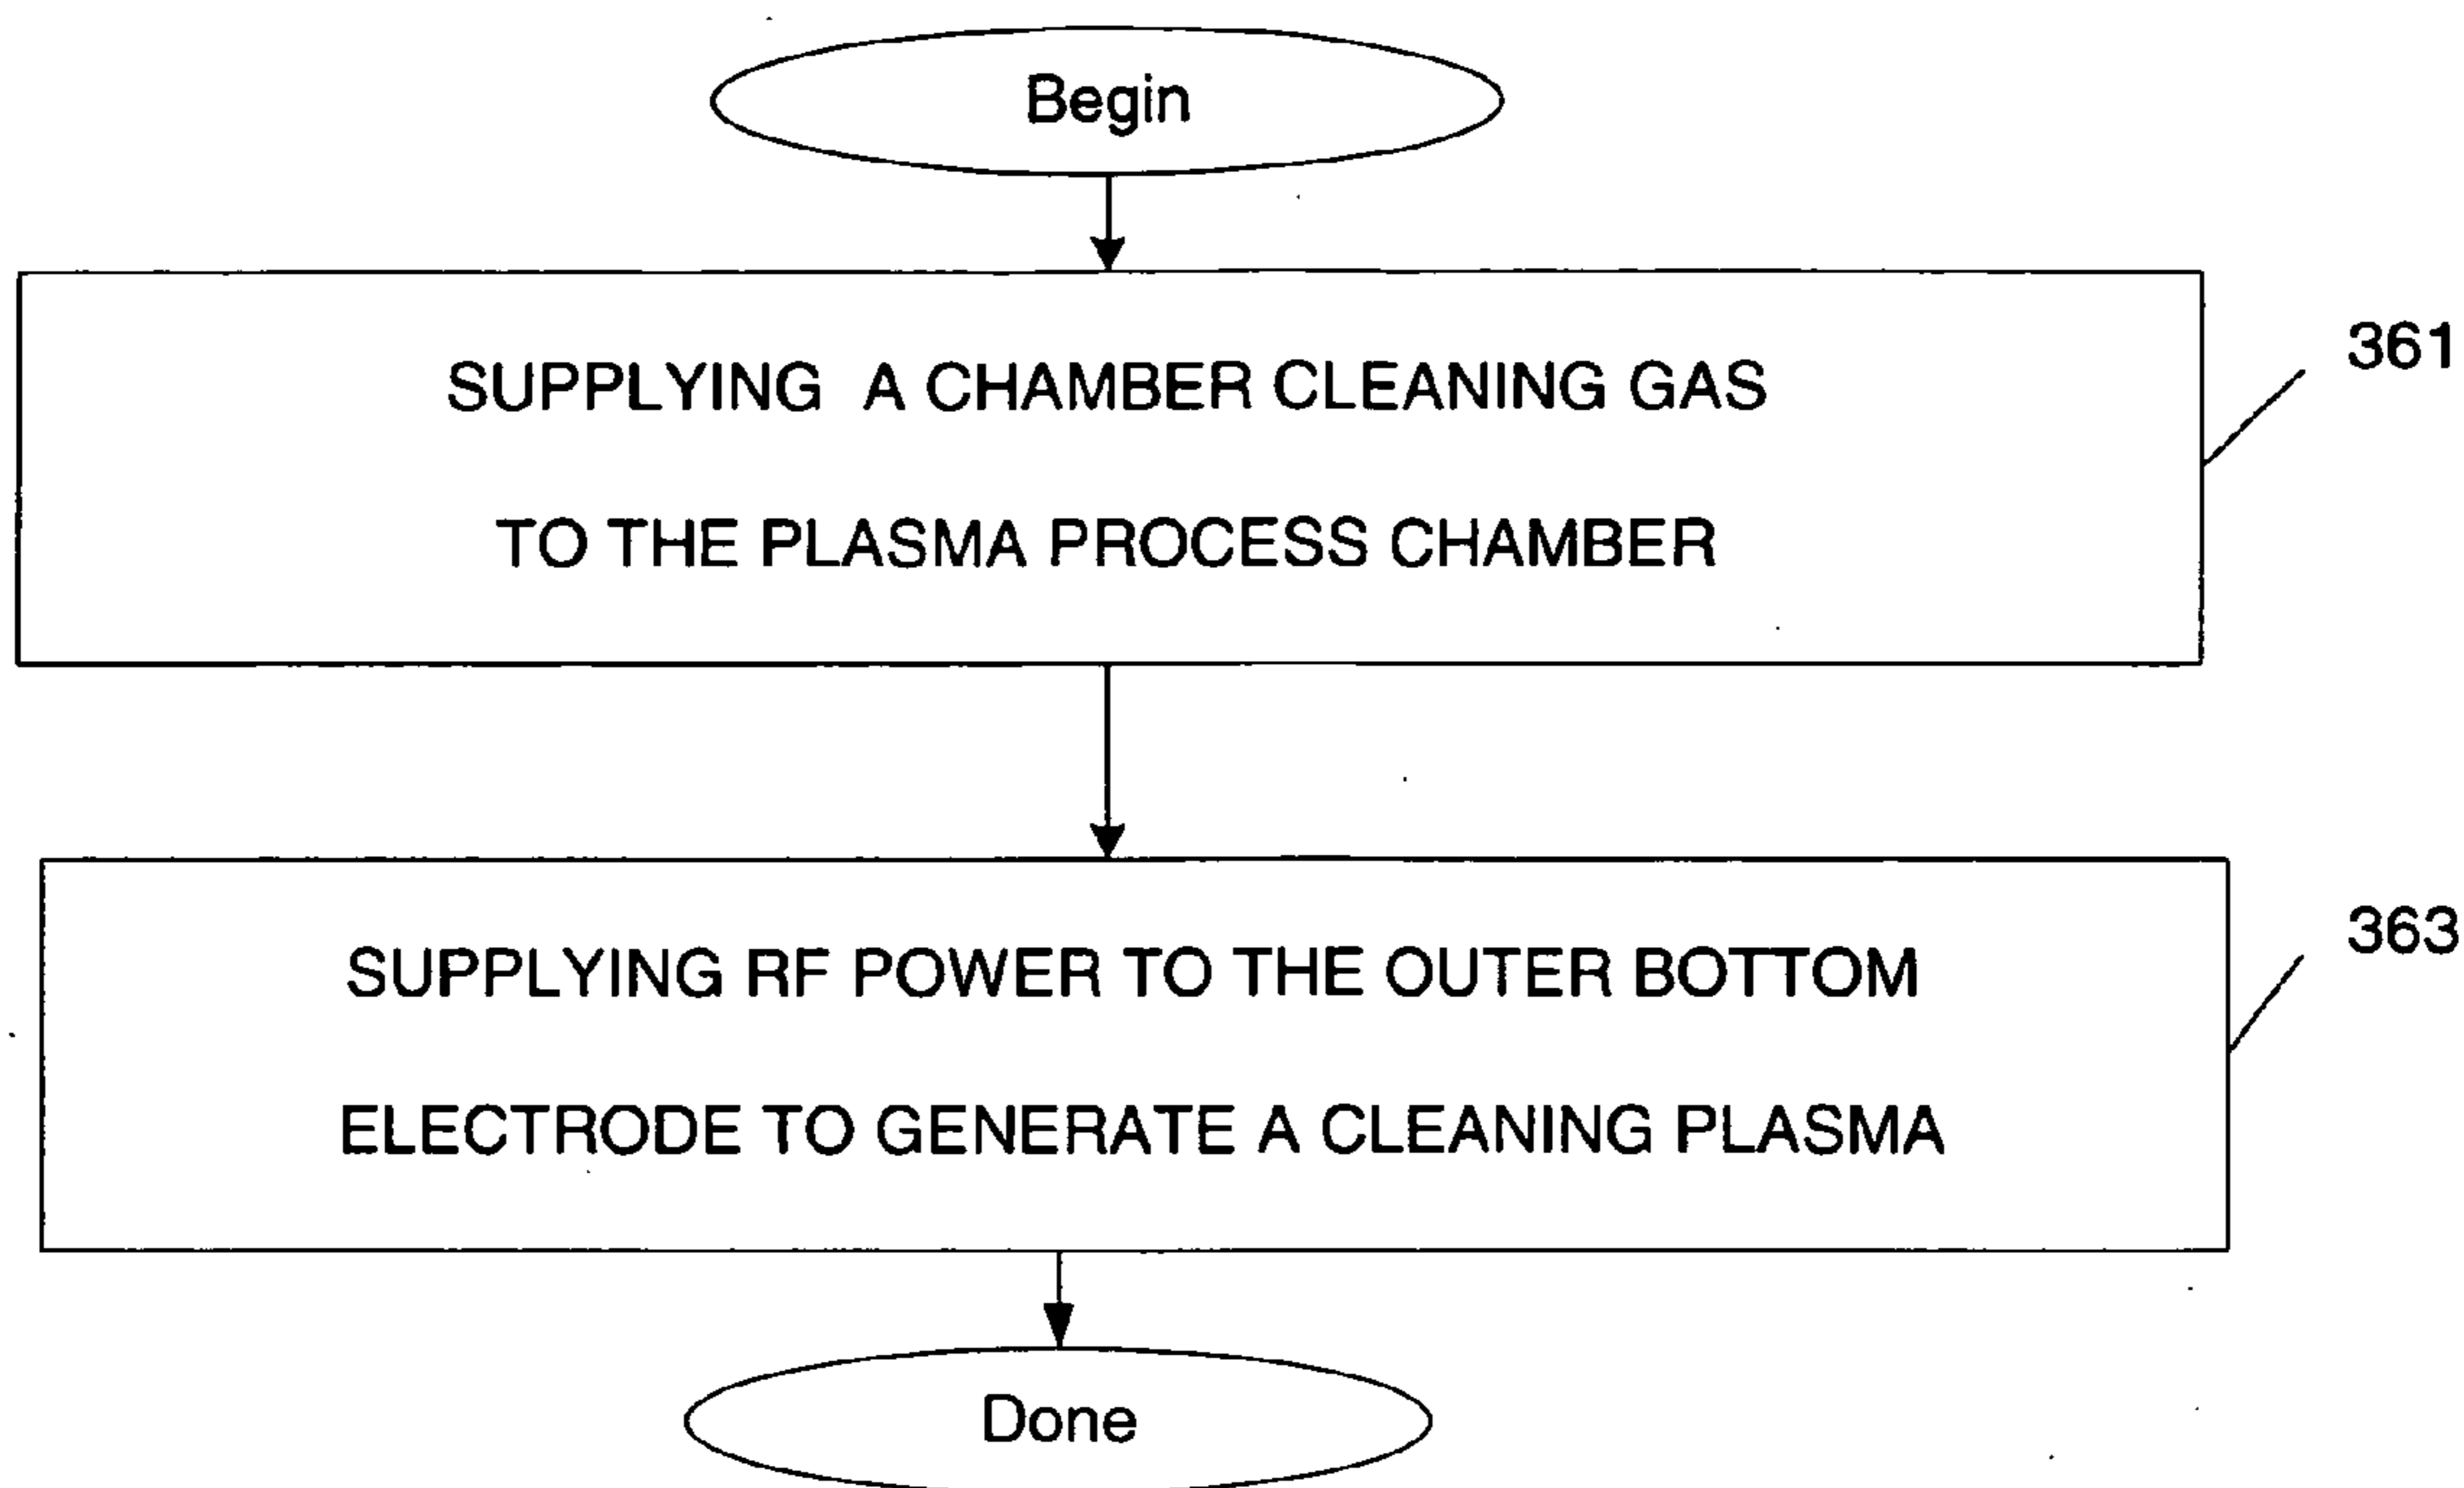 Begin
SUPPLYING A CHAMBER CLEANING GAS
TO THE PLASMA PROCESS CHAMBER
361
SUPPLYING RF POWER TO THE OUTER BOTTOM
ELECTRODE TO GENERATE A CLEANING PLASMA
363
Done